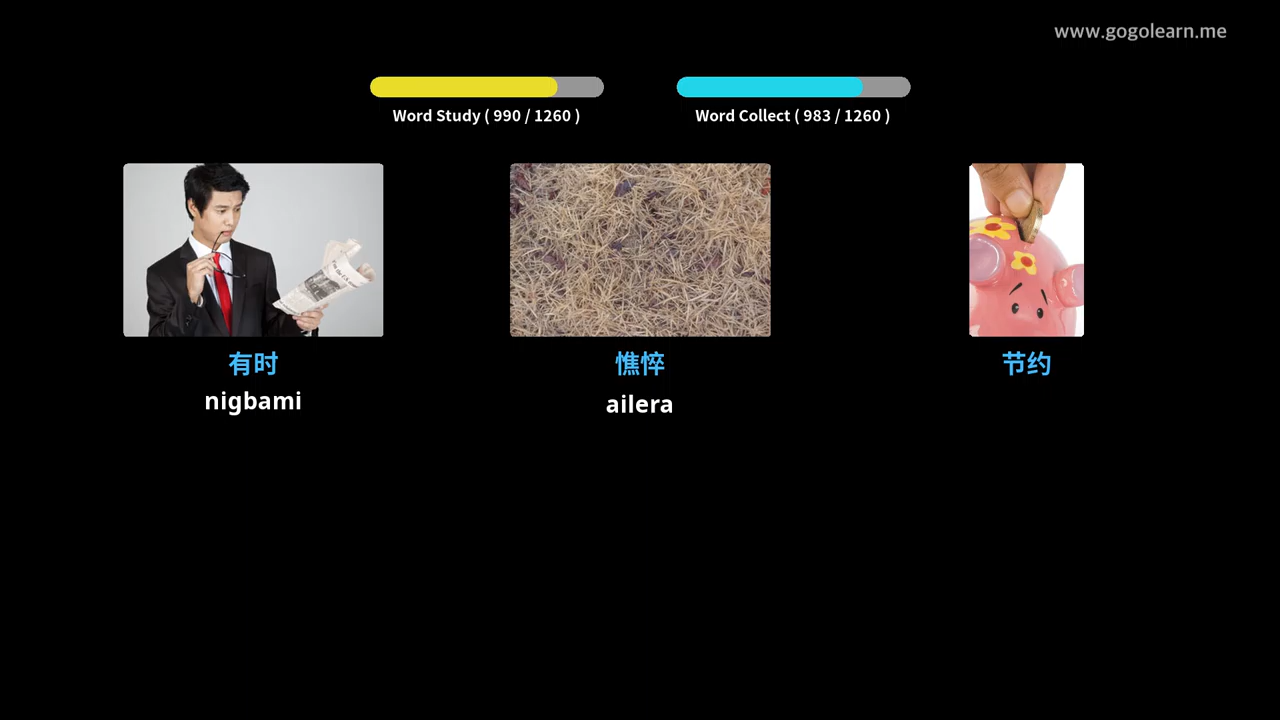 www.gogolearn.me
Word Study ( 990 / 1260 )
Word Collect ( 983 / 1260 )
有时
nigbami
憔悴
ailera
节约